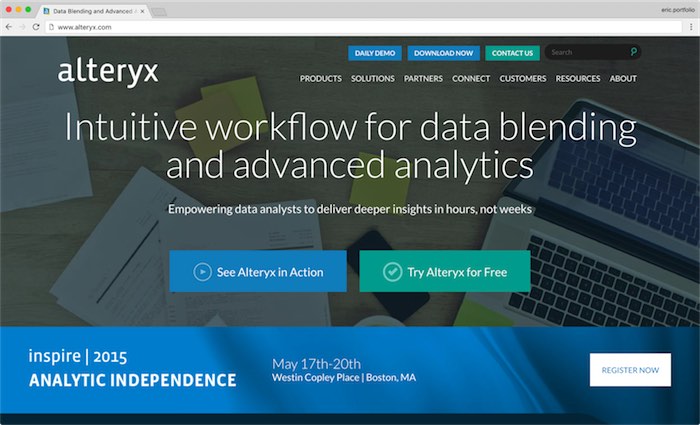 Data Blending and Advanced A
eric.portfolio
www.alteryx.com
DAILY DEMO
DOWNLOAD NOW
CONTACT US
Search
alteryx
PRODUCTS SOLUTIONS PARTNERS CONNECT CUSTOMERS RESOURCES ABOUT
Intuitive workflow for data blending
and advanced analytics
Empowering data analysts to deliver deeper insights in hours, not weeks
See Alteryx in Action
Try Alteryx for Free
inspire | 2015
ANALYTIC INDEPENDENCE
May 17th-20th
Westin Copley Place | Boston, MA
REGISTER NOW